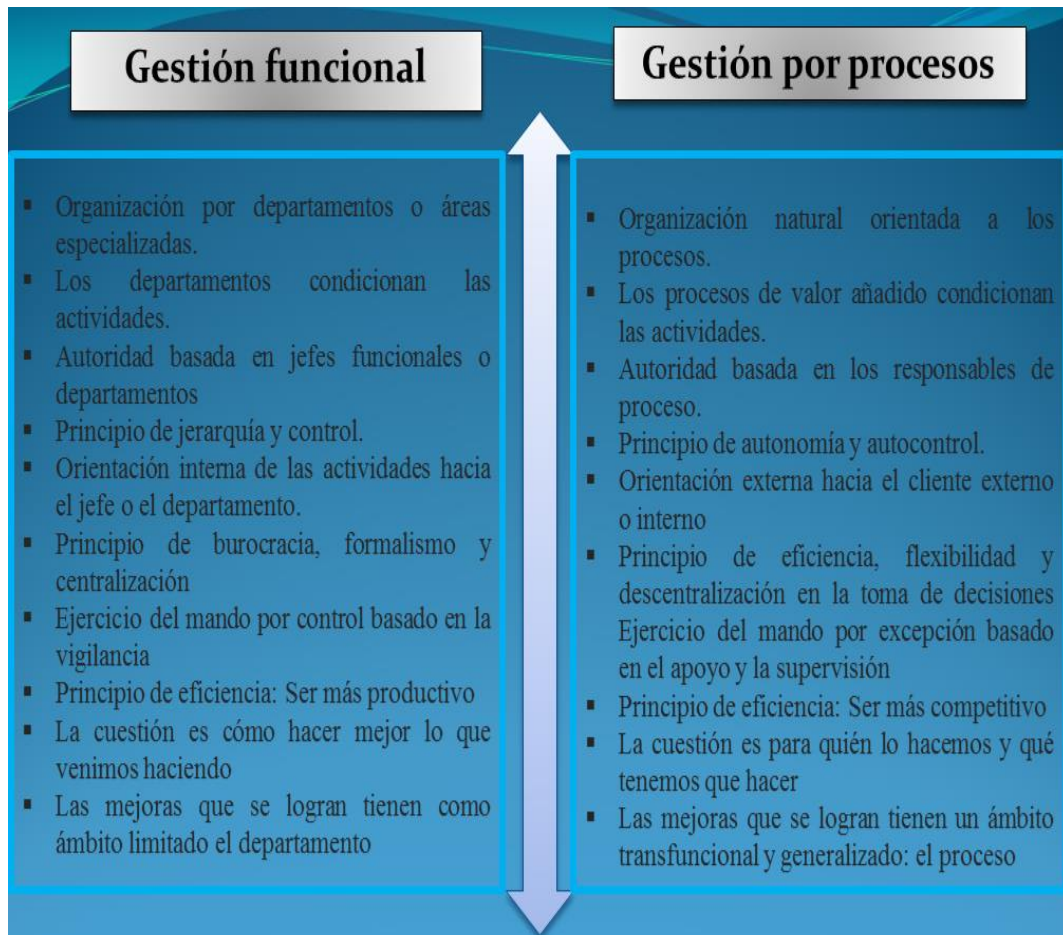 Gestión funcional
▪ Organización por departamentos o áreas
especializadas.
▪ Los departamentos condicionan las
actividades.
▪ Autoridad basada en jefes funcionales o
departamentos
▪ Principio de jerarquía y control.
▪ Orientación interna de las actividades hacia
el jefe o el departamento.
▪ Principio de burocracia, formalismo y
centralización
▪ Ejercicio del mando por control basado en la
vigilancia
▪ Principio de eficiencia: Ser más productivo
▪ La cuestión es cómo hacer mejor lo que
venimos haciendo
▪ Las mejoras que se logran tienen como
ámbito limitado el departamento
Gestión por procesos
▪ Organización natural orientada a los
procesos.
▪ Los procesos de valor añadido condicionan
las actividades.
▪ Autoridad basada en los responsables de
proceso.
▪ Principio de autonomía y autocontrol.
▪ Orientación externa hacia el cliente externo
o interno
▪ Principio de eficiencia, flexibilidad y
descentralización en la toma de decisiones
Ejercicio del mando por excepción basado
en el apoyo y la supervisión
▪ Principio de eficiencia: Ser más competitivo
▪ La cuestión es para quién lo hacemos y qué
tenemos que hacer
▪ Las mejoras que se logran tienen un ámbito
transfuncional y generalizado: el proceso